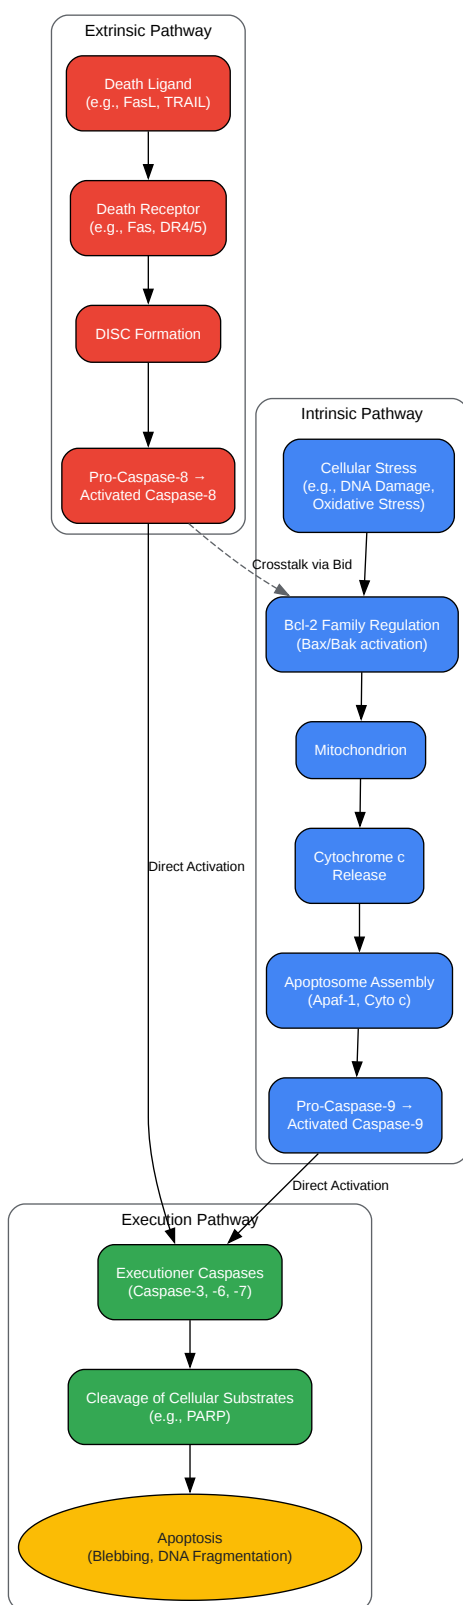 Extrinsic Pathway
Death Ligand
(e.g., FasL, TRAIL)
Death Receptor
(e.g., Fas, DR4/5)
DISC Formation
Pro-Caspase-8 →
Activated Caspase-8
Intrinsic Pathway
Cellular Stress
(e.g., DNA Damage,
Oxidative Stress)
Crosstalk via Bid
Bcl-2 Family Regulation
(Bax/Bak activation)
Mitochondrion
Cytochrome c
Release
Direct Activation
Apoptosome Assembly
(Apaf-1, Cyto c)
Pro-Caspase-9 →
Activated Caspase-9
Direct Activation
Execution Pathway
Executioner Caspases
(Caspase-3, -6, -7)
Cleavage of Cellular Substrates
(e.g., PARP)
Apoptosis
(Blebbing, DNA Fragmentation)